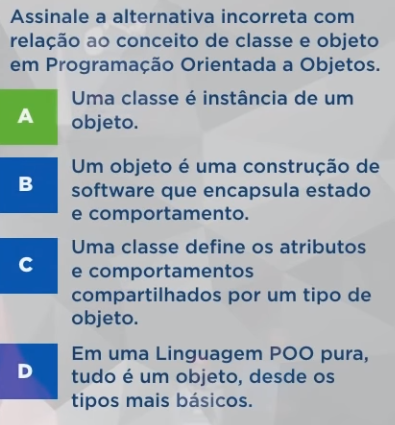 Assinale a alternativa incorreta com
relação ao conceito de classe e objeto
em Programação Orientada a Objetos.
A
Uma classe é instância de um
objeto.
B
Um objeto é uma construção de
software que encapsula estado
e comportamento.
C
Uma classe define os atributos
e comportamentos
compartilhados por um tipo de
objeto.
D
Em uma Linguagem POO pura,
tudo é um objeto, desde os
tipos mais básicos.